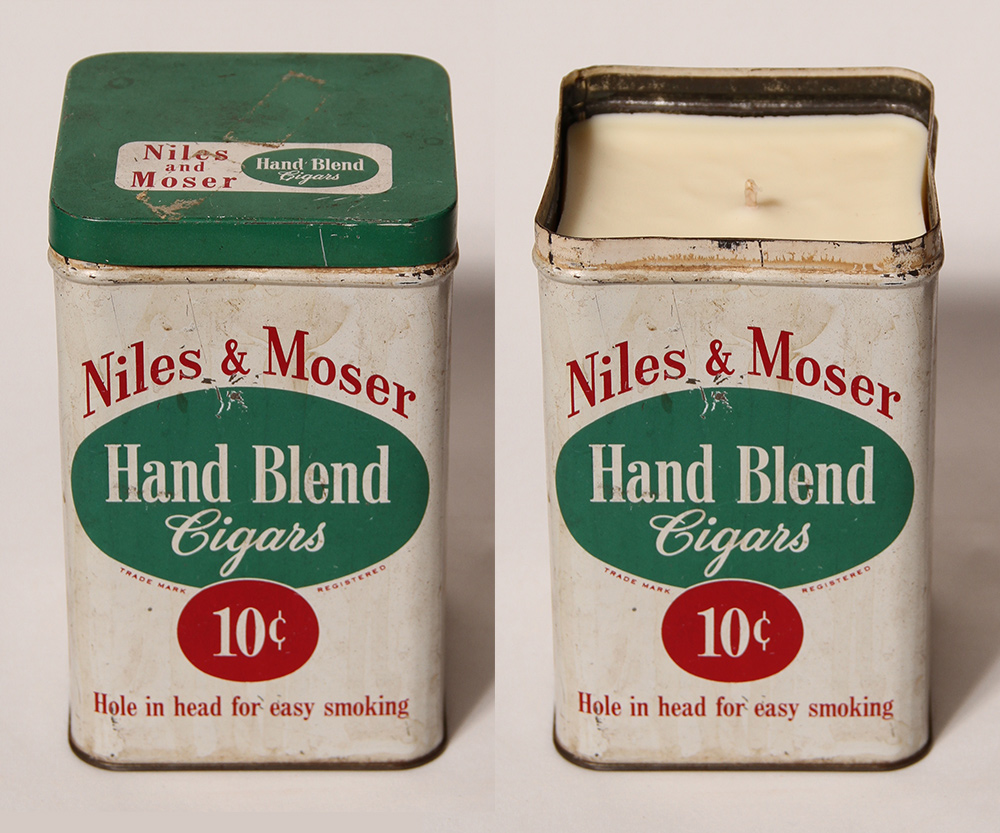 Niles
and
Moser
Hand Blend
Cigars
Niles & Moser
Hand Blend
Cigars
TRADE MARK REGISTERED
10¢
Hole in head for easy smoking
Niles & Moser
Hand Blend
Cigars
TRADE MARK REGISTERED
10¢
Hole in head for easy smoking